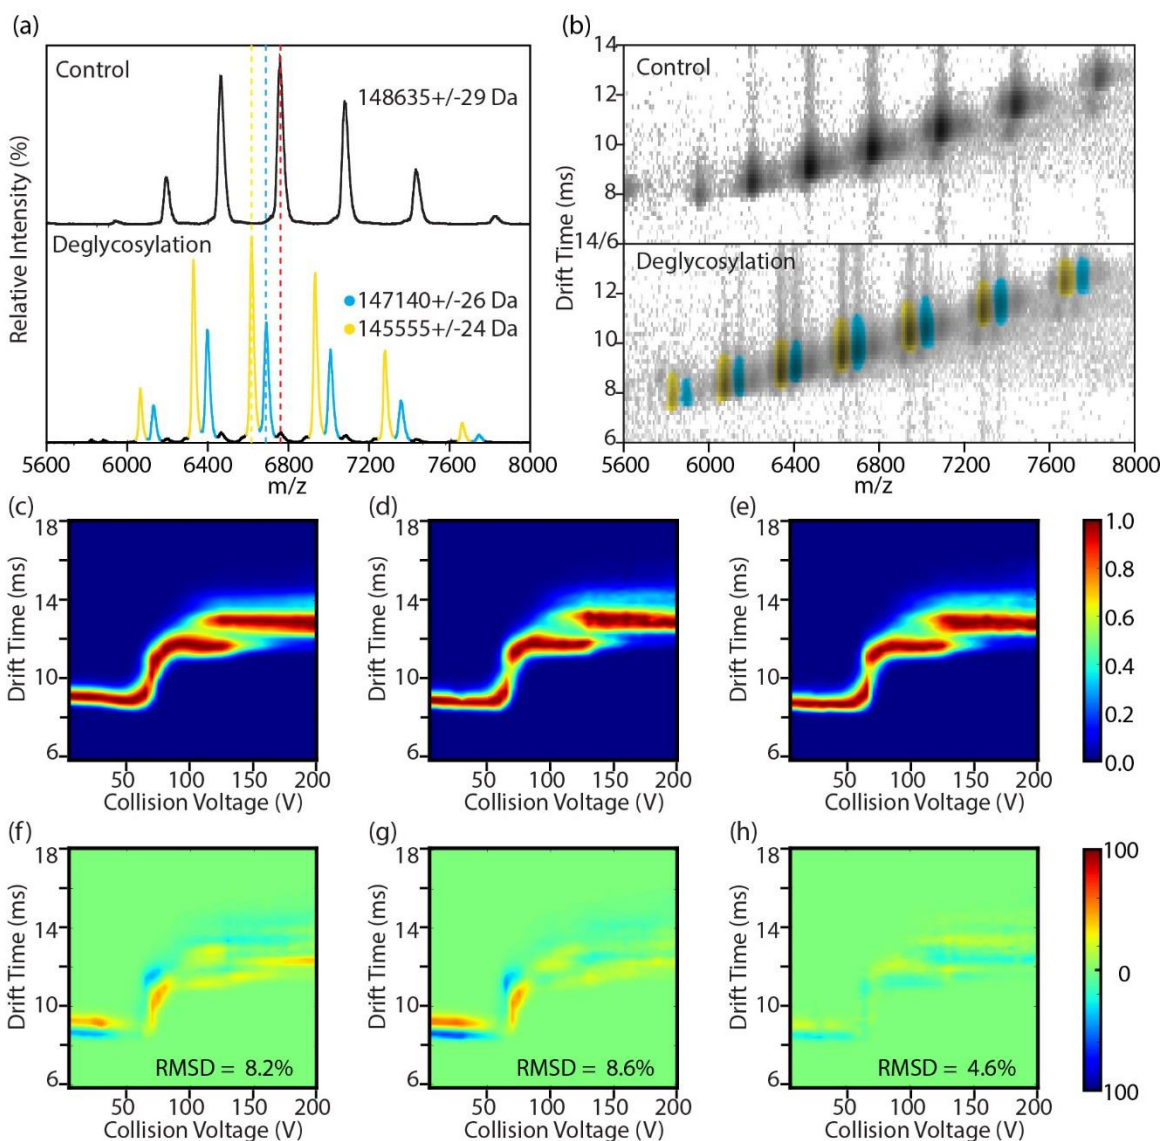 (a)
Control
148635+/-29 Da
Deglycosylation
147140+/-26 Da
145555+/-24 Da
Relative Intensity (%)
5600 6000 6400 6800 7200 7600 8000
m/z
(b)
14
Control
12
10
8
14/6
Deglycosylation
12
10
8
6
Drift Time (ms)
5600 6000 6400 6800 7200 7600 8000
m/z
(c)
18
14
10
6
Drift Time (ms)
50 100 150 200
Collision Voltage (V)
(d)
18
14
10
6
Drift Time (ms)
50 100 150 200
Collision Voltage (V)
(e)
18
14
10
6
Drift Time (ms)
50 100 150 200
Collision Voltage (V)
1.0
0.8
0.6
0.4
0.2
0.0
(f)
18
14
10
6
Drift Time (ms)
RMSD = 8.2%
50 100 150 200
Collision Voltage (V)
(g)
18
14
10
6
Drift Time (ms)
RMSD = 8.6%
50 100 150 200
Collision Voltage (V)
(h)
18
14
10
6
Drift Time (ms)
RMSD = 4.6%
50 100 150 200
Collision Voltage (V)
100
0
100